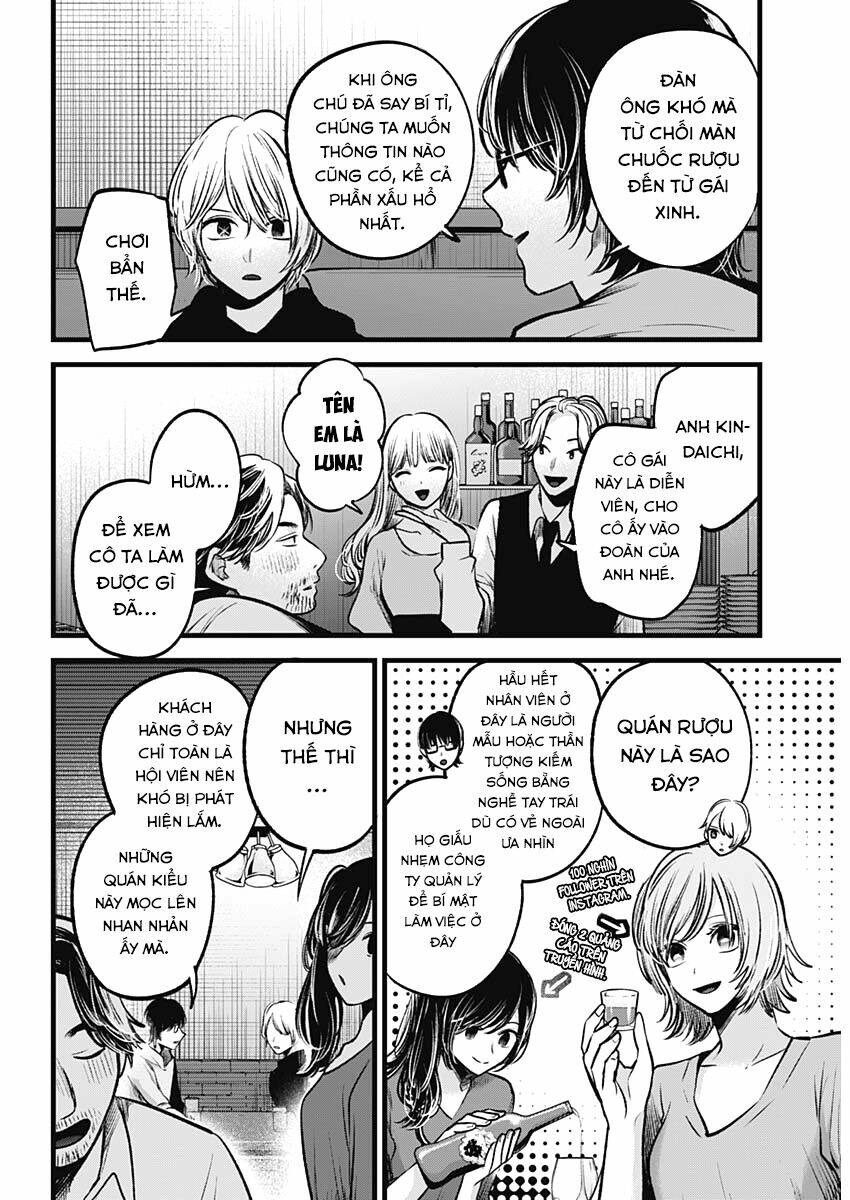 ĐÀN
ÔNG KHÓ MÀ
TỪ CHỐI MÀN
CHUỐC RƯỢU
ĐẾN TỪ GÁI
XINH.
KHI ÔNG
CHÚ ĐÃ SAY BÍ TỈ,
CHÚNG TA MUỐN
THÔNG TIN NÀO
CŨNG CÓ, KỂ CẢ
PHẦN XẤU HỔ
NHẤT.
CHƠI
BẨN
THẾ.
ANH KIN-
DAICHI,
CÔ GÁI
NÀY LÀ DIỄN
VIÊN, CHO
CÔ ẤY VÀO
ĐOÀN CỦA
ANH NHÉ.
TÊN
EM LÀ
LUNA!
HỪM...
ĐỂ XEM
CÔ TA LÀM
ĐƯỢC GÌ
ĐÃ...
QUÁN RƯỢU
NÀY LÀ SAO
ĐÂY?
HẦU HẾT
NHÂN VIÊN Ở
ĐÂY LÀ NGƯỜI
MẪU HOẶC THẦN
TƯỢNG KIẾM
SỐNG BẰNG
NGHỀ TAY TRÁI
DÙ CÓ VẺ NGOÀI
ƯA NHÌN
HỌ GIẤU
NHẸM CÔNG
TY QUẢN LÝ
ĐỂ BÍ MẬT
LÀM VIỆC Ở
ĐÂY
100 NGHÌN
FOLLOWER TRÊN
INSTAGRAM.
ĐÓNG 2 QUẢNG
CÁO TRÊN
TRUYỀN HÌNH.
NHƯNG
THẾ THÌ
...
KHÁCH
HÀNG Ở ĐÂY
CHỈ TOÀN LÀ
HỘI VIÊN NÊN
KHÓ BỊ PHÁT
HIỆN LẮM.
NHỮNG
QUÁN KIỂU
NÀY MỌC LÊN
NHAN NHẢN
ẤY MÀ.